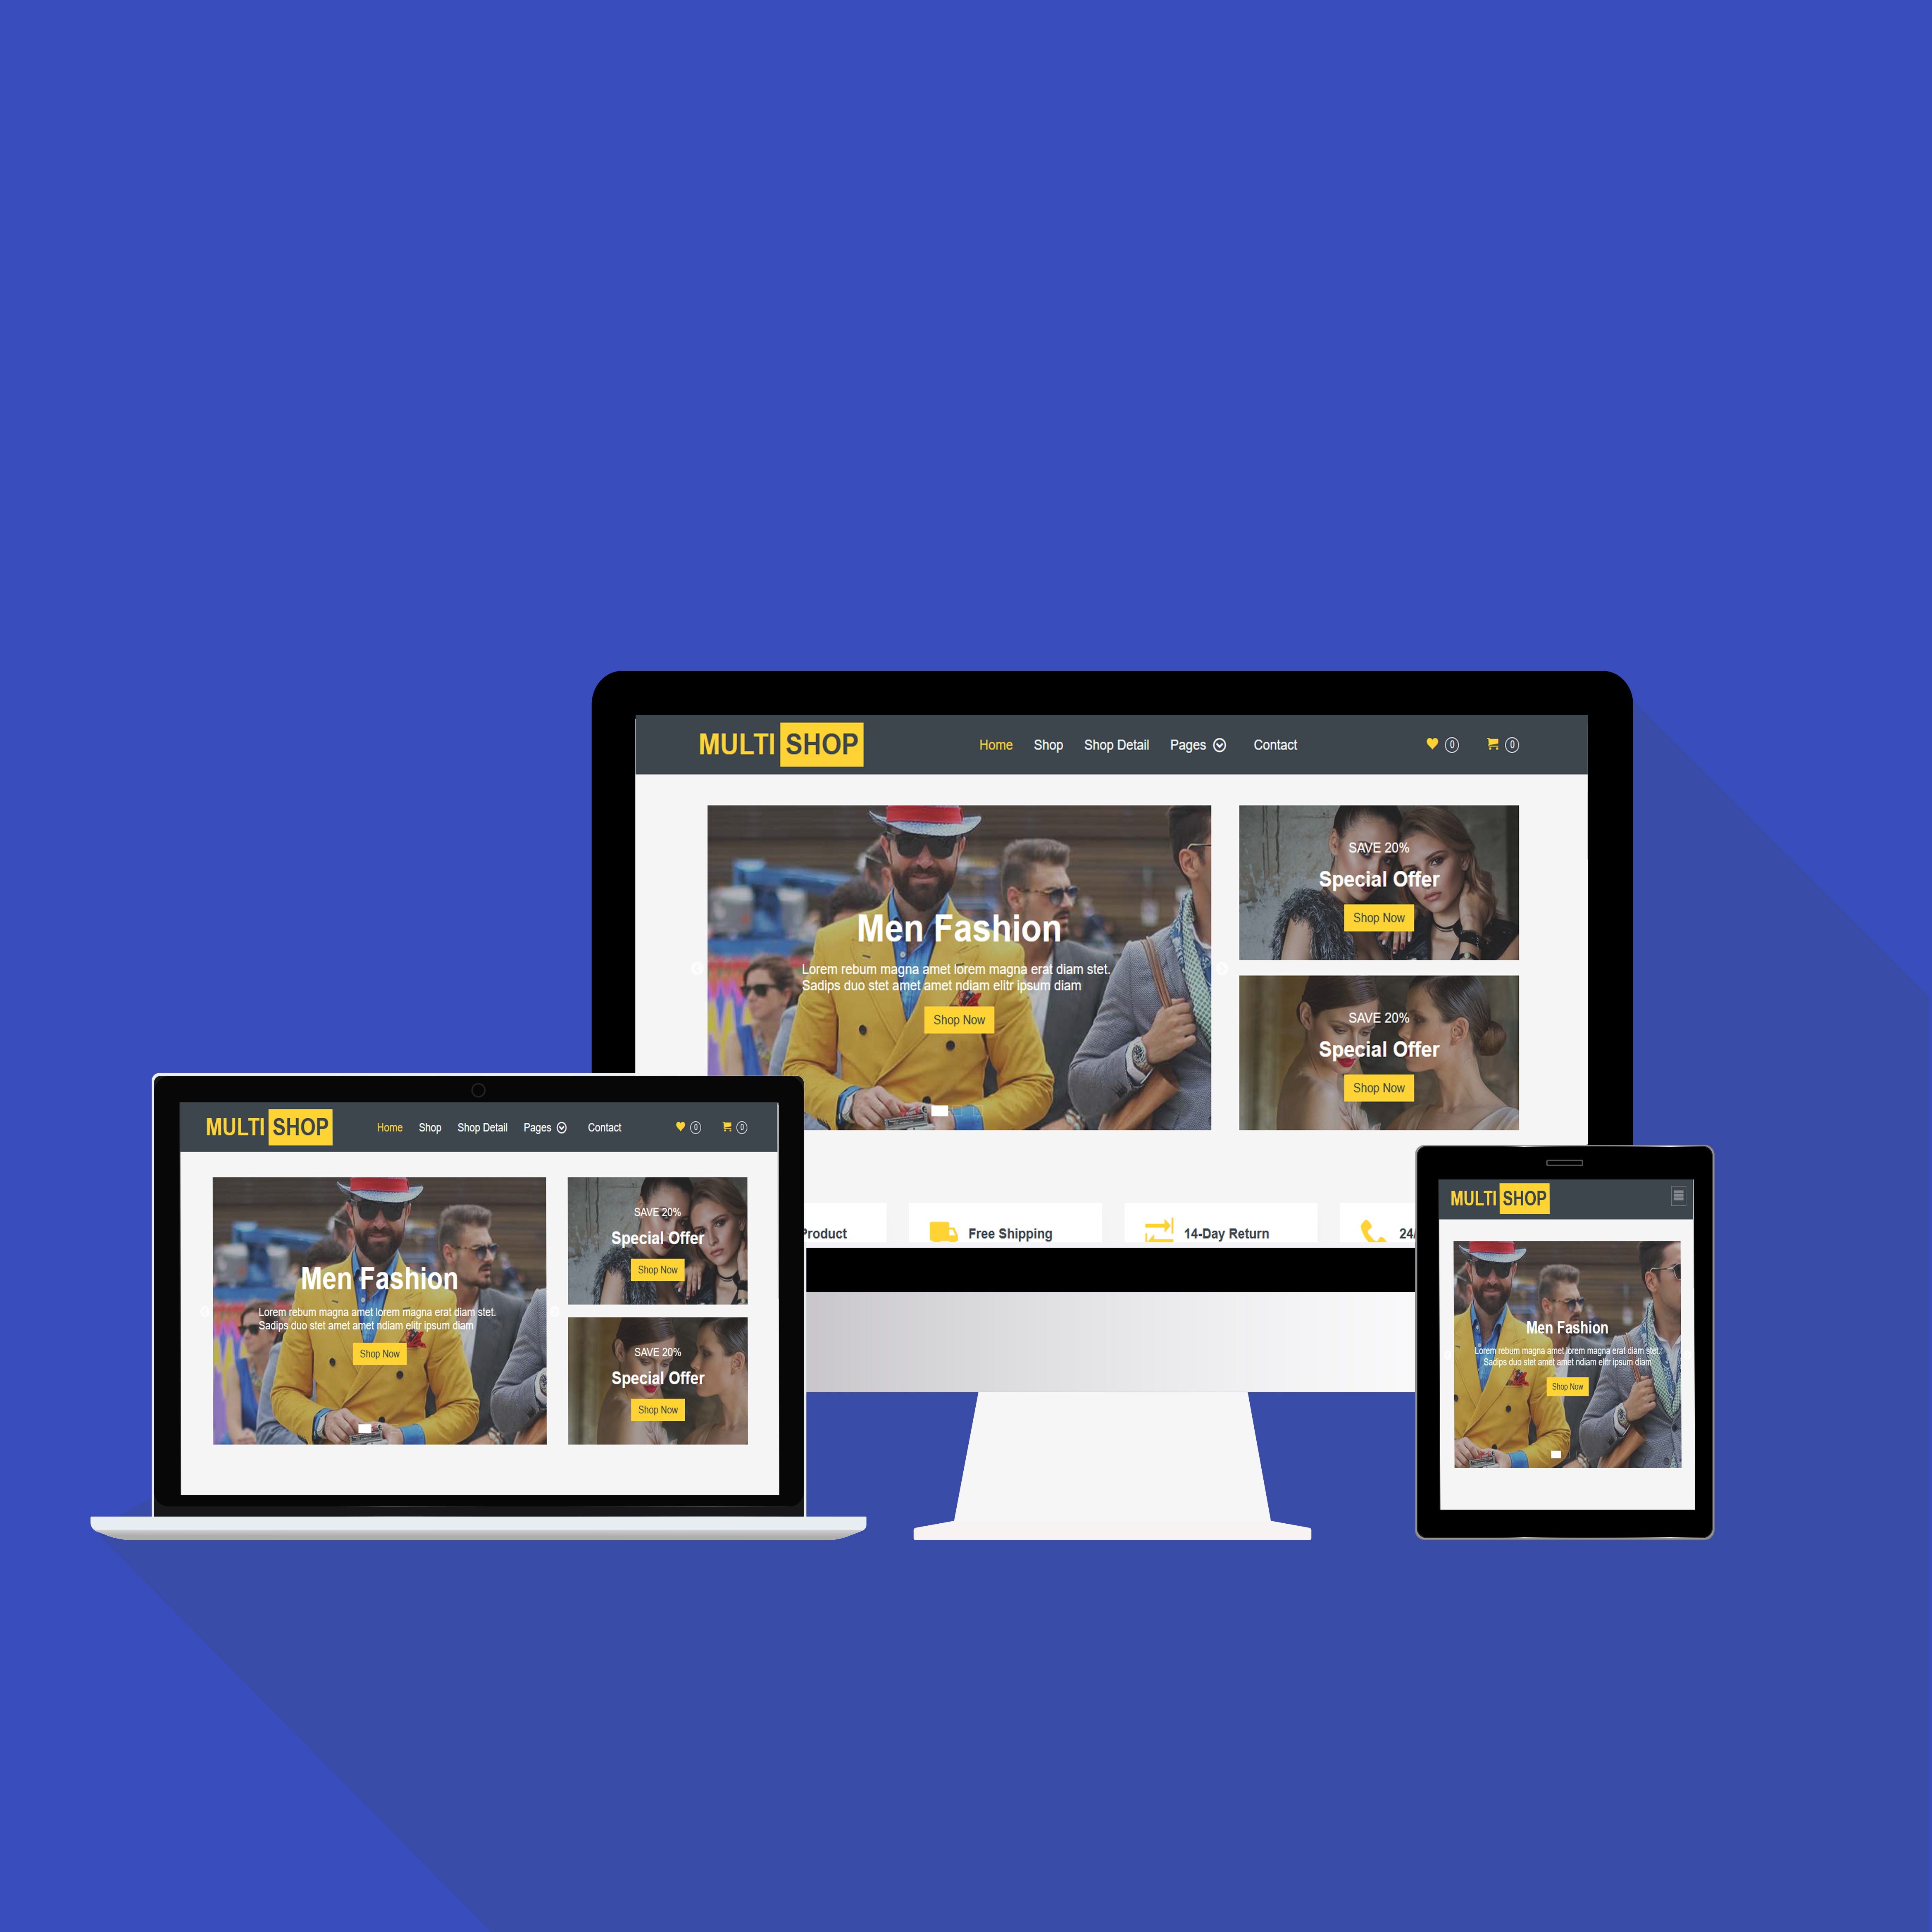 MULTI SHOP Home Shop Shop Detail Pages Contact 0 0
Men Fashion
Lorem rebum magna amet lorem magna erat diam stet.
Sadips duo stet amet amet ndiam elitr ipsum diam
Shop Now
SAVE 20%
Special Offer
Shop Now
SAVE 20%
Special Offer
Shop Now
Product Free Shipping 14-Day Return
MULTI SHOP Home Shop Shop Detail Pages Contact 0 0
Men Fashion
Lorem rebum magna amet lorem magna erat diam stet.
Sadips duo stet amet amet ndiam elitr ipsum diam
Shop Now
SAVE 20%
Special Offer
Shop Now
SAVE 20%
Special Offer
Shop Now
MULTI SHOP
Men Fashion
Lorem rebum magna amet lorem magna erat diam stet.
Sadips duo stet amet amet ndiam elitr ipsum diam
Shop Now